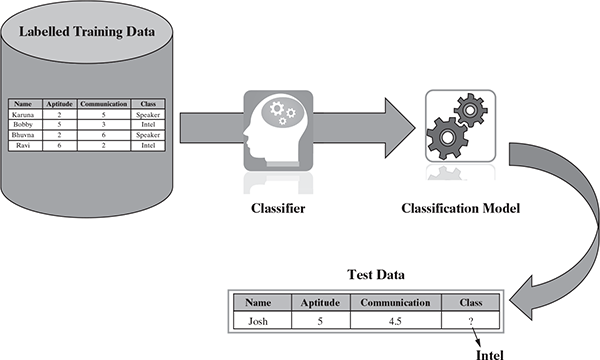 Labelled Training Data
Name Aptitude Communication Class
Karuna 2 5 Speaker
Bobby 5 3 Intel
Bhuvna 2 6 Speaker
Ravi 6 2 Intel
Classifier
Classification Model
Test Data
Name Aptitude Communication Class
Josh 5 4.5 ?
Intel